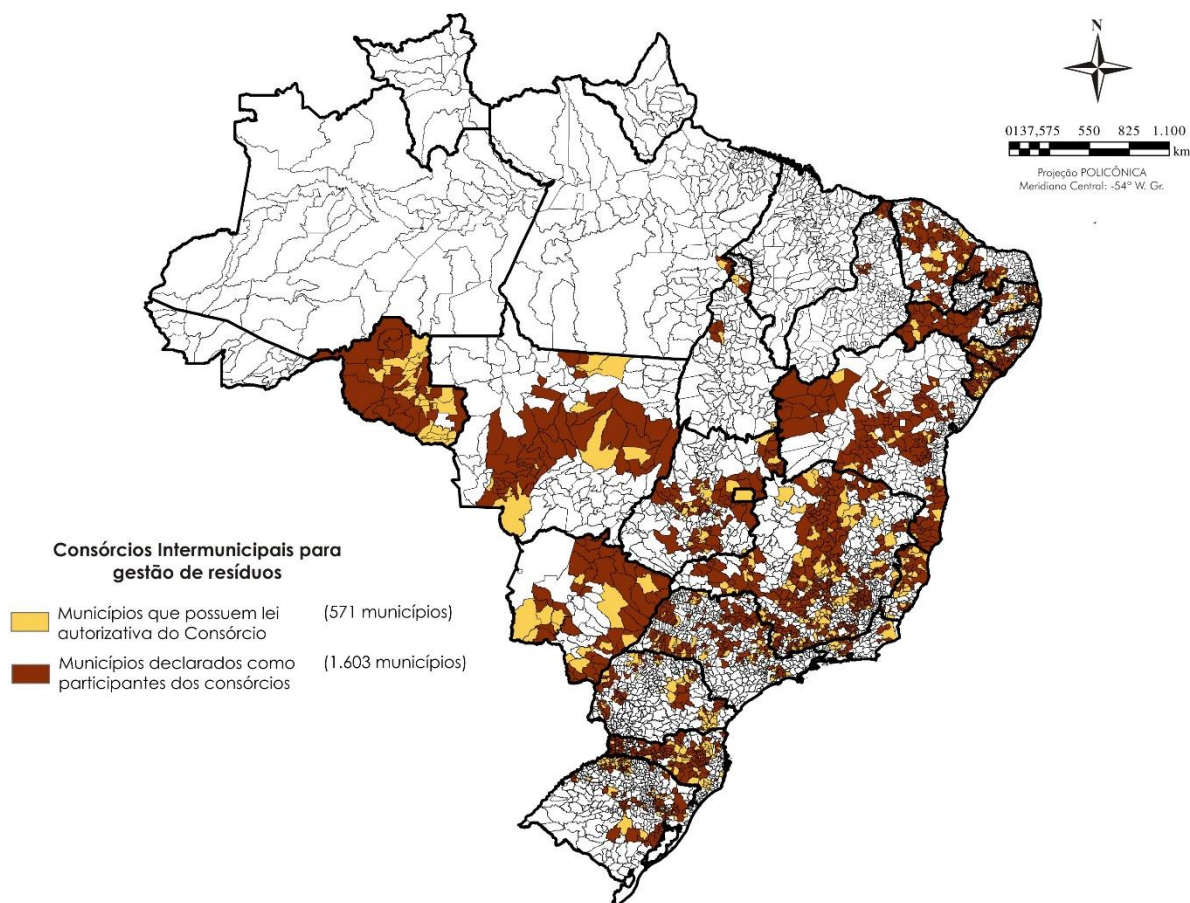 N
0137,575 550 825 1.100
km
Projeção POLICÔNICA
Meridiano Central: -54º W. Gr.
Consórcios Intermunicipais para
gestão de resíduos
Municípios que possuem lei (571 municípios)
autorizativa do Consórcio
Municípios declarados como (1.603 municípios)
participantes dos consórcios